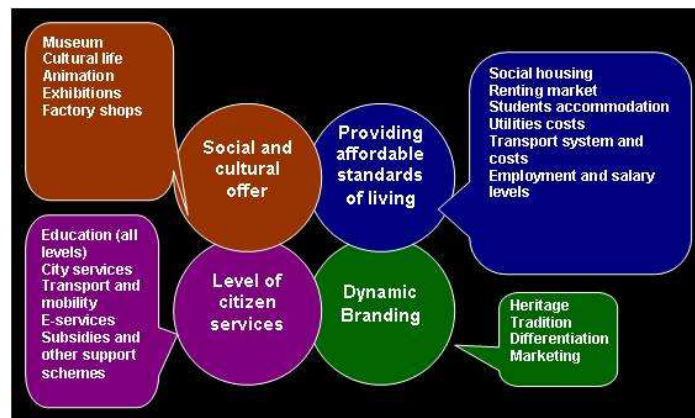 Museum
Cultural life
Animation
Exhibitions
Factory shops
Social and
cultural
offer
Providing
affordable
standards
of living
Social housing
Renting market
Students accommodation
Utilities costs
Transport system and
costs
Employment and salary
levels
Education (all
levels)
City services
Transport and
mobility
E-services
Subsidies and
other support
schemes
Level of
citizen
services
Dynamic
Branding
Heritage
Tradition
Differentiation
Marketing